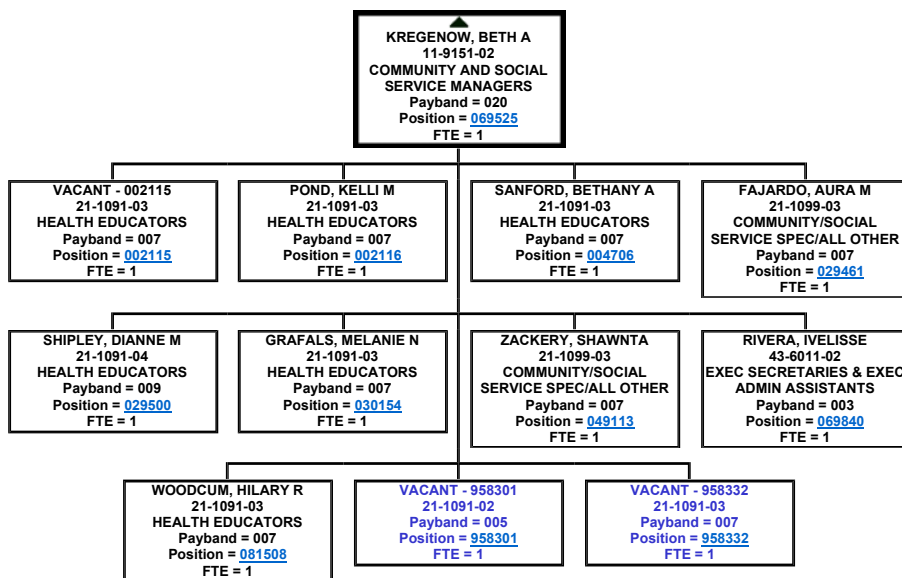 KREGENOW, BETH A
11-9151-02
COMMUNITY AND SOCIAL
SERVICE MANAGERS
Payband = 020
Position = 069525
FTE = 1
VACANT - 002115
21-1091-03
HEALTH EDUCATORS
Payband = 007
Position = 002115
FTE = 1
POND, KELLI M
21-1091-03
HEALTH EDUCATORS
Payband = 007
Position = 002116
FTE = 1
SANFORD, BETHANY A
21-1091-03
HEALTH EDUCATORS
Payband = 007
Position = 004706
FTE = 1
FAJARDO, AURA M
21-1099-03
COMMUNITY/SOCIAL
SERVICE SPEC/ALL OTHER
Payband = 007
Position = 029461
FTE = 1
SHIPLEY, DIANNE M
21-1091-04
HEALTH EDUCATORS
Payband = 009
Position = 029500
FTE = 1
GRAFALS, MELANIE N
21-1091-03
HEALTH EDUCATORS
Payband = 007
Position = 030154
FTE = 1
ZACKERY, SHAWNTA
21-1099-03
COMMUNITY/SOCIAL
SERVICE SPEC/ALL OTHER
Payband = 007
Position = 049113
FTE = 1
RIVERA, IVELISSE
43-6011-02
EXEC SECRETARIES & EXEC
ADMIN ASSISTANTS
Payband = 003
Position = 069840
FTE = 1
WOODCUM, HILARY R
21-1091-03
HEALTH EDUCATORS
Payband = 007
Position = 081508
FTE = 1
VACANT - 958301
21-1091-02
Payband = 005
Position = 958301
FTE = 1
VACANT - 958332
21-1091-03
Payband = 007
Position = 958332
FTE = 1